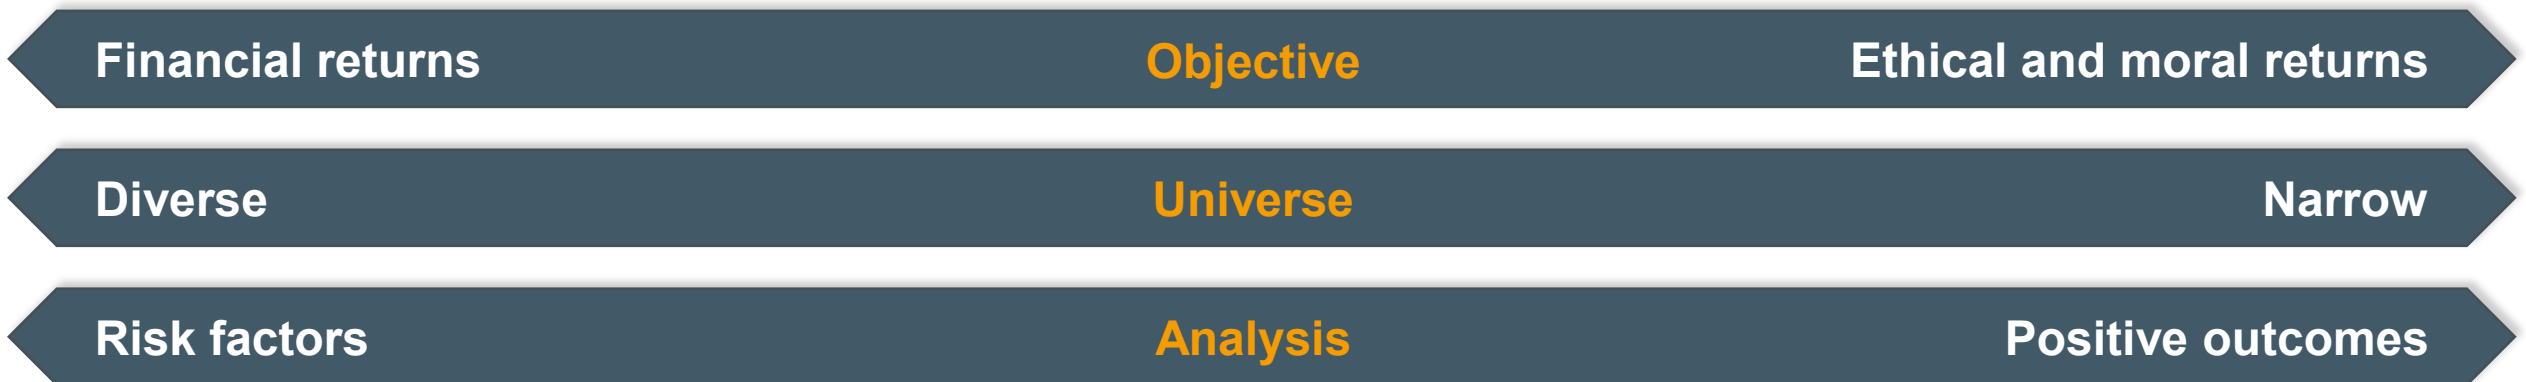 Financial returns Objective Ethical and moral returns
Diverse Universe Narrow
Risk factors Analysis Positive outcomes